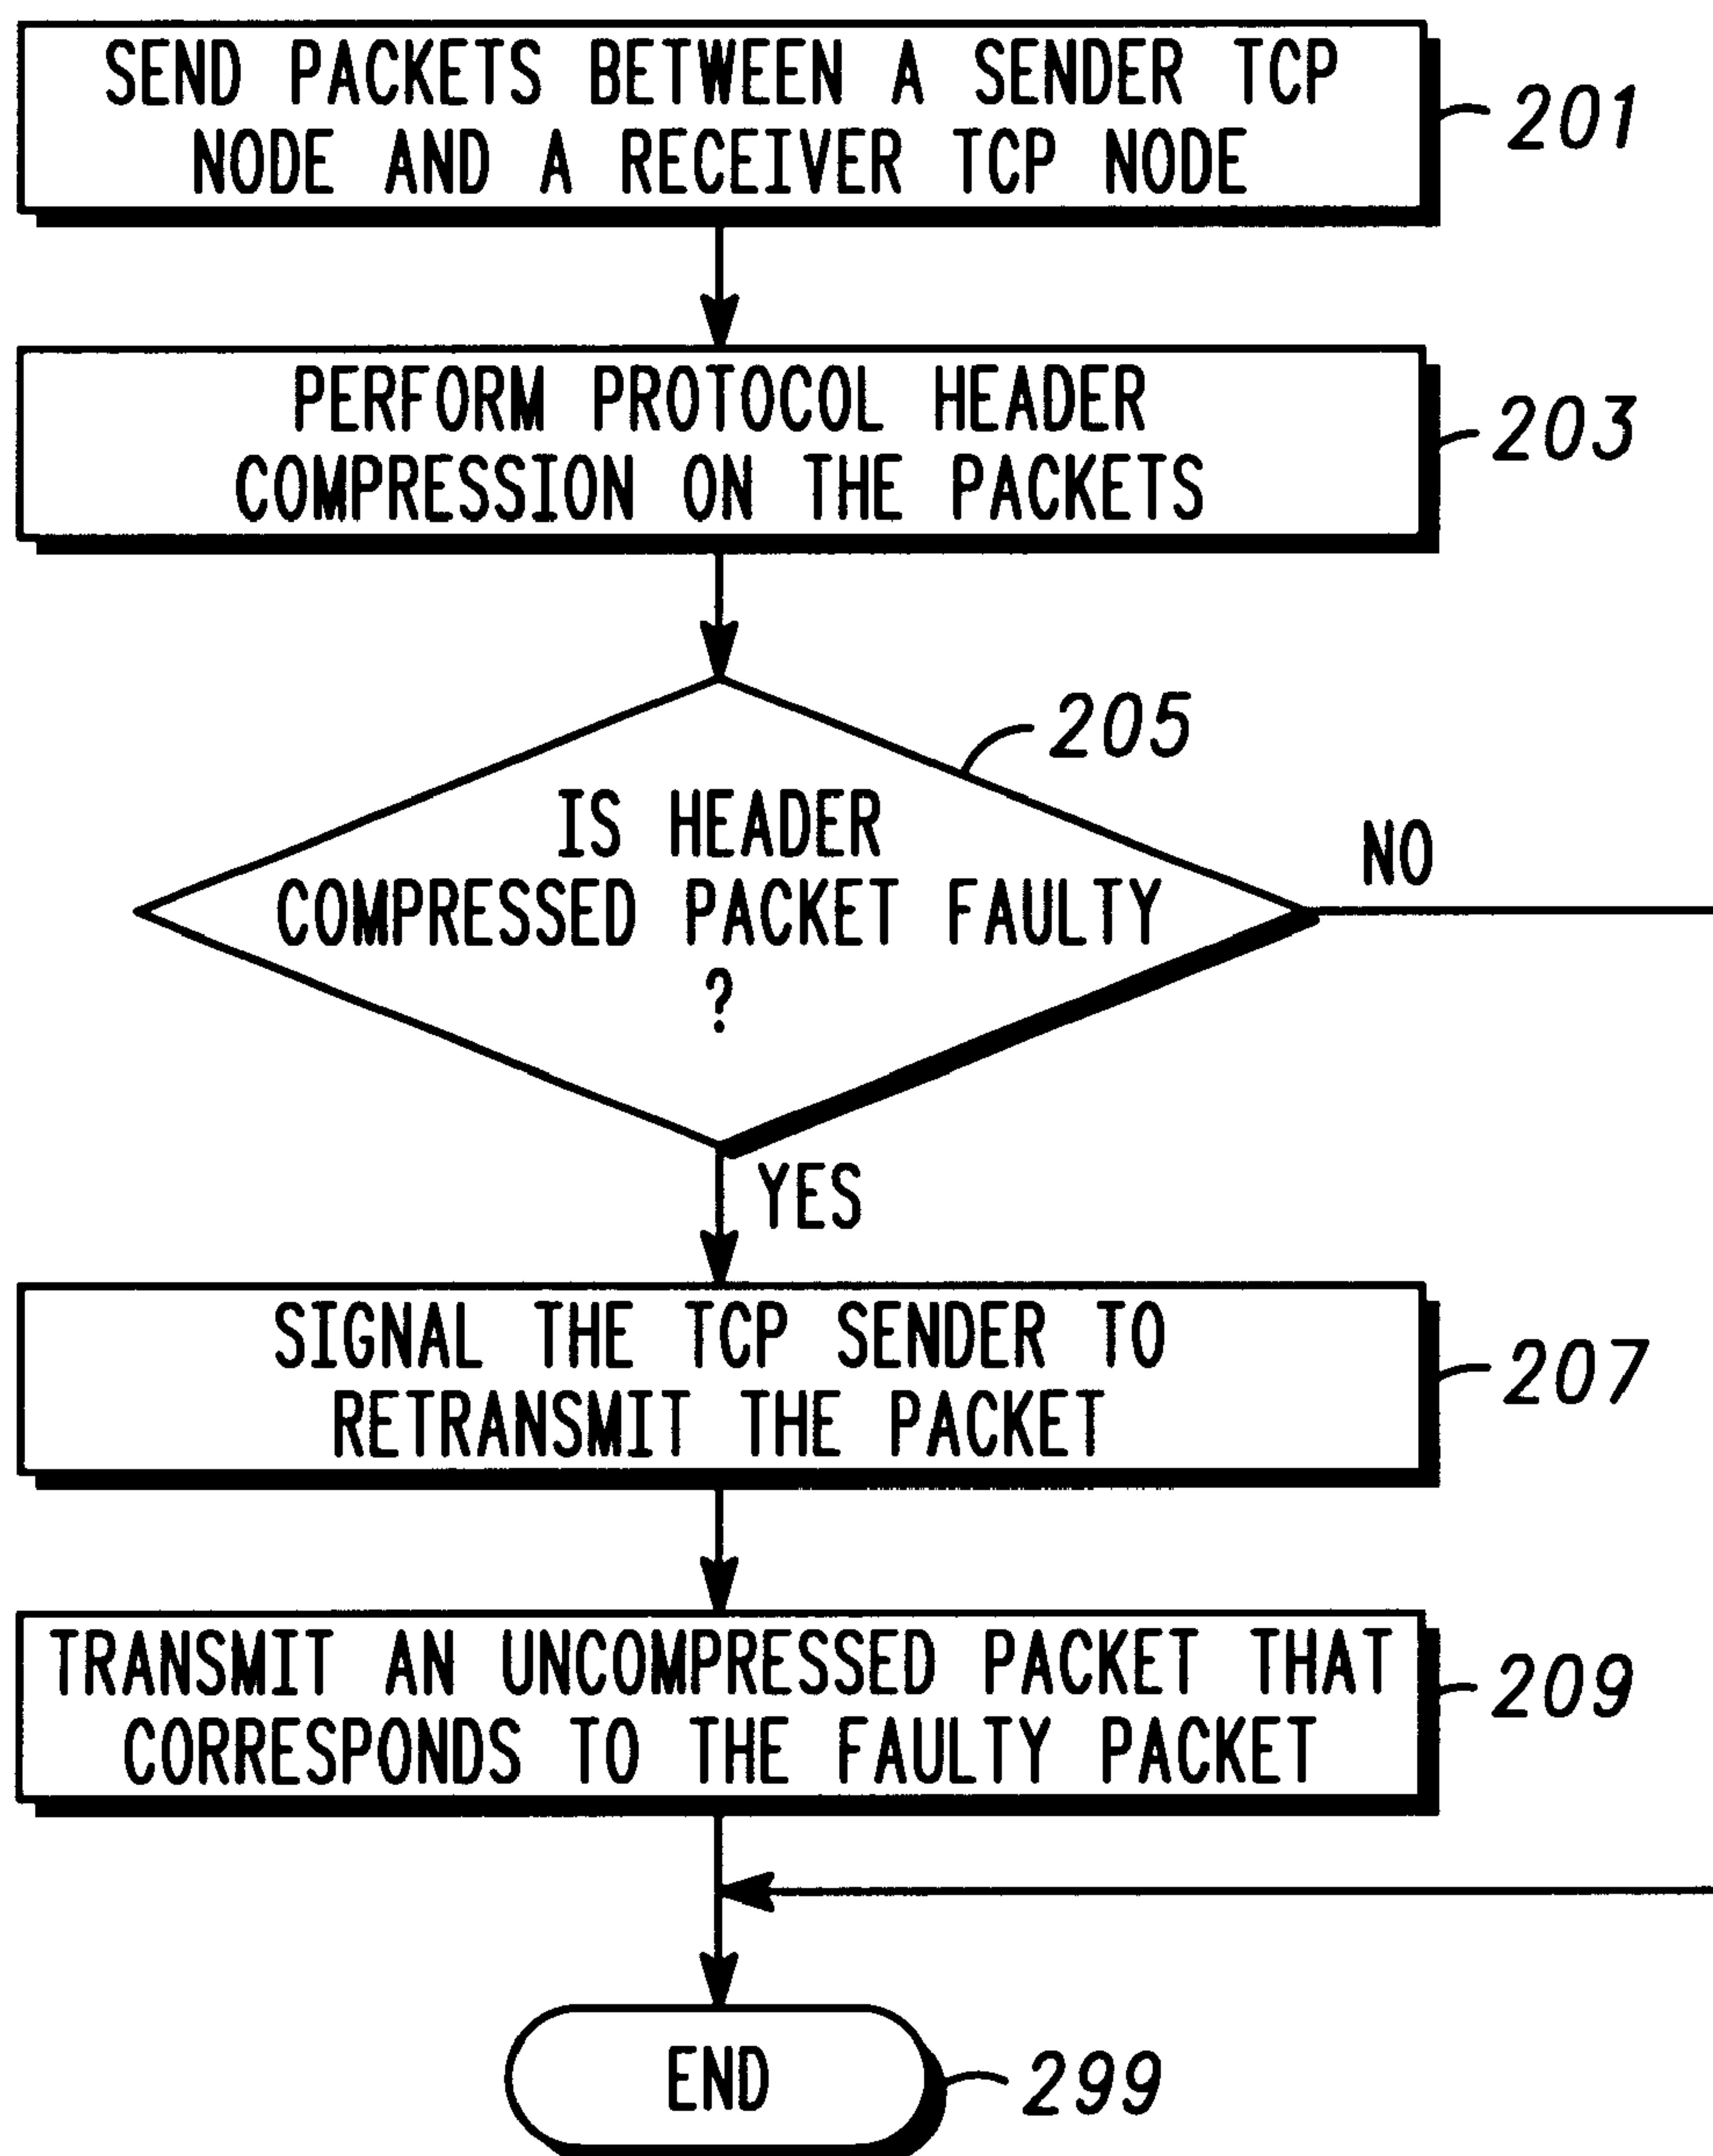 SEND PACKETS BETWEEN A SENDER TCP
NODE AND A RECEIVER TCP NODE
201
PERFORM PROTOCOL HEADER
COMPRESSION ON THE PACKETS
203
205
IS HEADER
COMPRESSED PACKET FAULTY
?
NO
YES
SIGNAL THE TCP SENDER TO
RETRANSMIT THE PACKET
207
TRANSMIT AN UNCOMPRESSED PACKET THAT
CORRESPONDS TO THE FAULTY PACKET
209
END
299